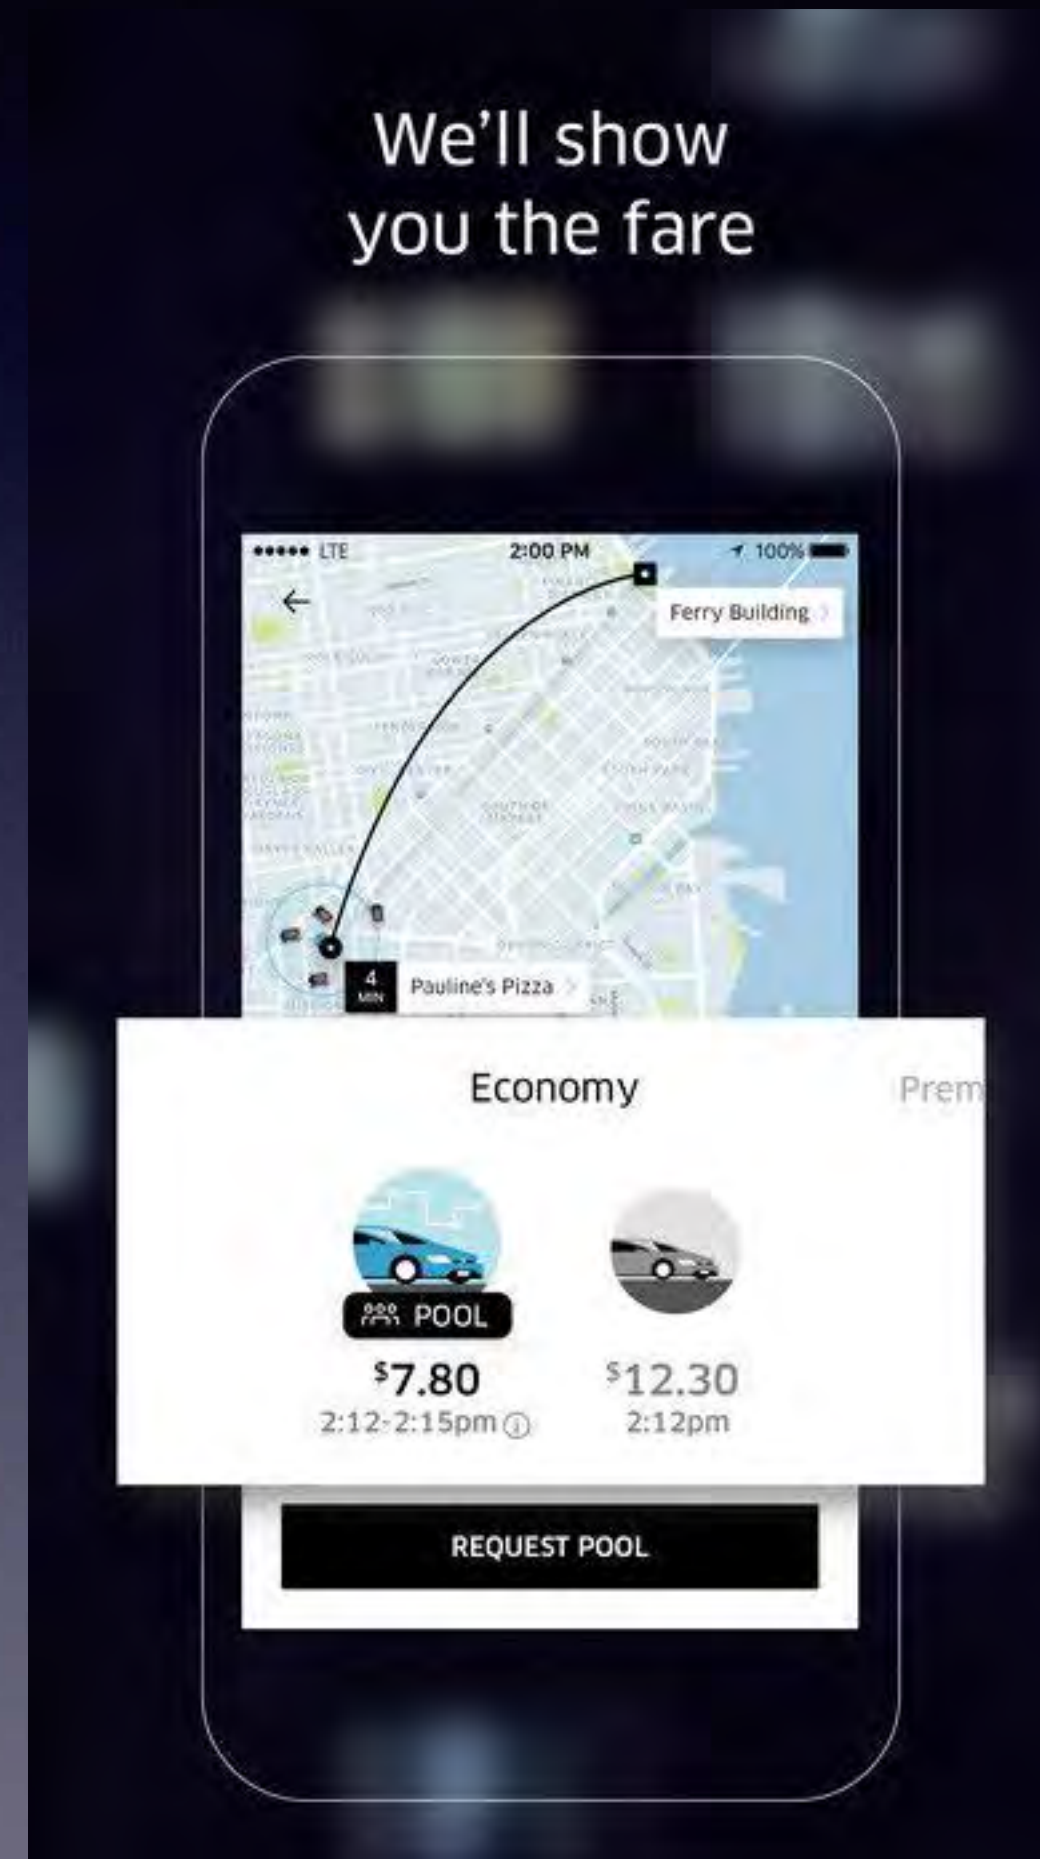 We'll show
you the fare
LTE
2:00 PM
100%
Ferry Building
4
MIN
Pauline's Pizza
Economy
Prem
POOL
$7.80
$12.30
2:12-2:15pm
2:12pm
REQUEST POOL